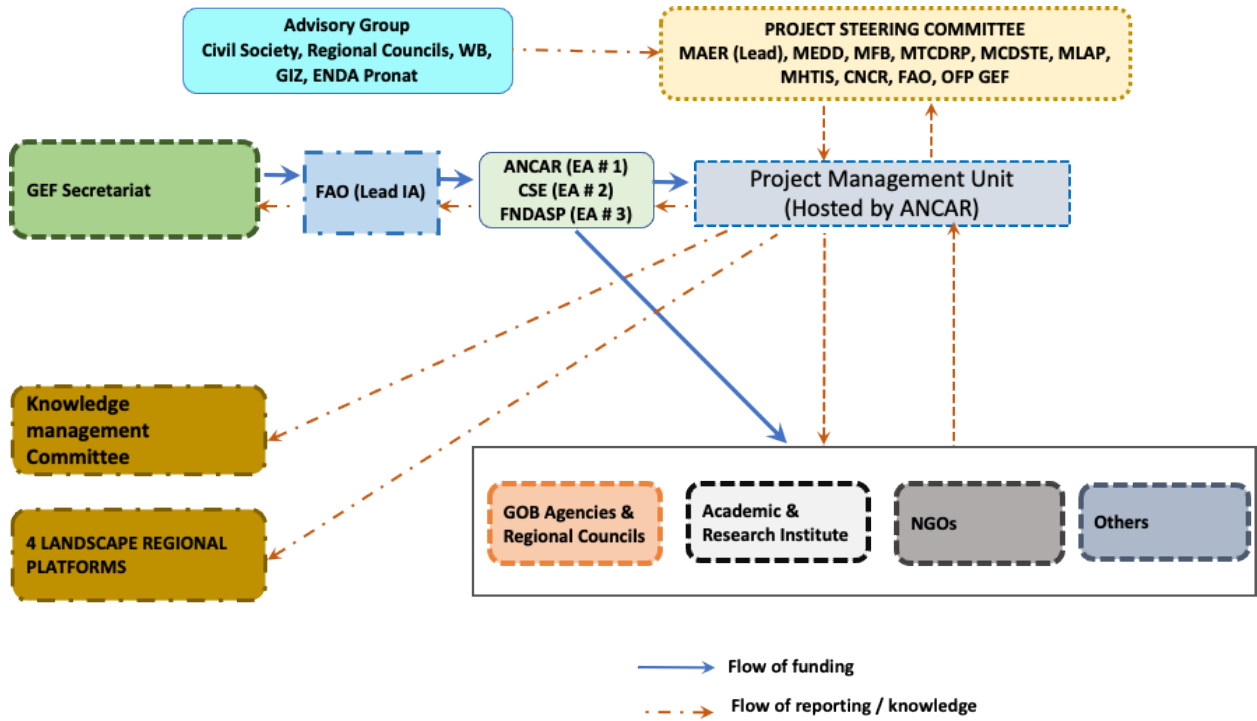 Advisory Group
Civil Society, Regional Councils, WB,
GIZ, ENDA Pronat
PROJECT STEERING COMMITTEE
MAER (Lead), MEDD, MFB, MTCDRP, MCDSTE, MLAP,
MHTIS, CNCR, FAO, OFP GEF
GEF Secretariat
FAO (Lead IA)
ANCAR (EA # 1)
CSE (EA # 2)
FNDASP (EA # 3)
Project Management Unit
(Hosted by ANCAR)
Knowledge
management
Committee
4 LANDSCAPE REGIONAL
PLATFORMS
GOB Agencies &
Regional Councils
Academic &
Research Institute
NGOs
Others
Flow of funding
Flow of reporting / knowledge